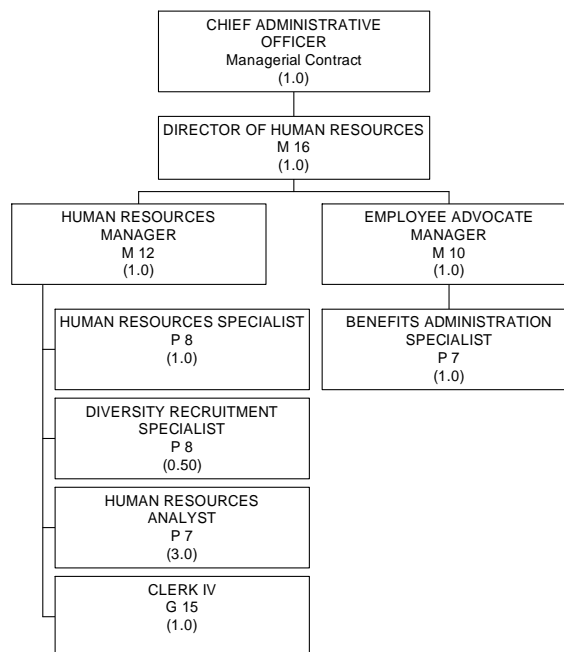 CHIEF ADMINISTRATIVE
OFFICER
Managerial Contract
(1.0)
DIRECTOR OF HUMAN RESOURCES
M 16
(1.0)
HUMAN RESOURCES
MANAGER
M 12
(1.0)
EMPLOYEE ADVOCATE
MANAGER
M 10
(1.0)
HUMAN RESOURCES SPECIALIST
P 8
(1.0)
BENEFITS ADMINISTRATION
SPECIALIST
P 7
(1.0)
DIVERSITY RECRUITMENT
SPECIALIST
P 8
(0.50)
HUMAN RESOURCES
ANALYST
P 7
(3.0)
CLERK IV
G 15
(1.0)